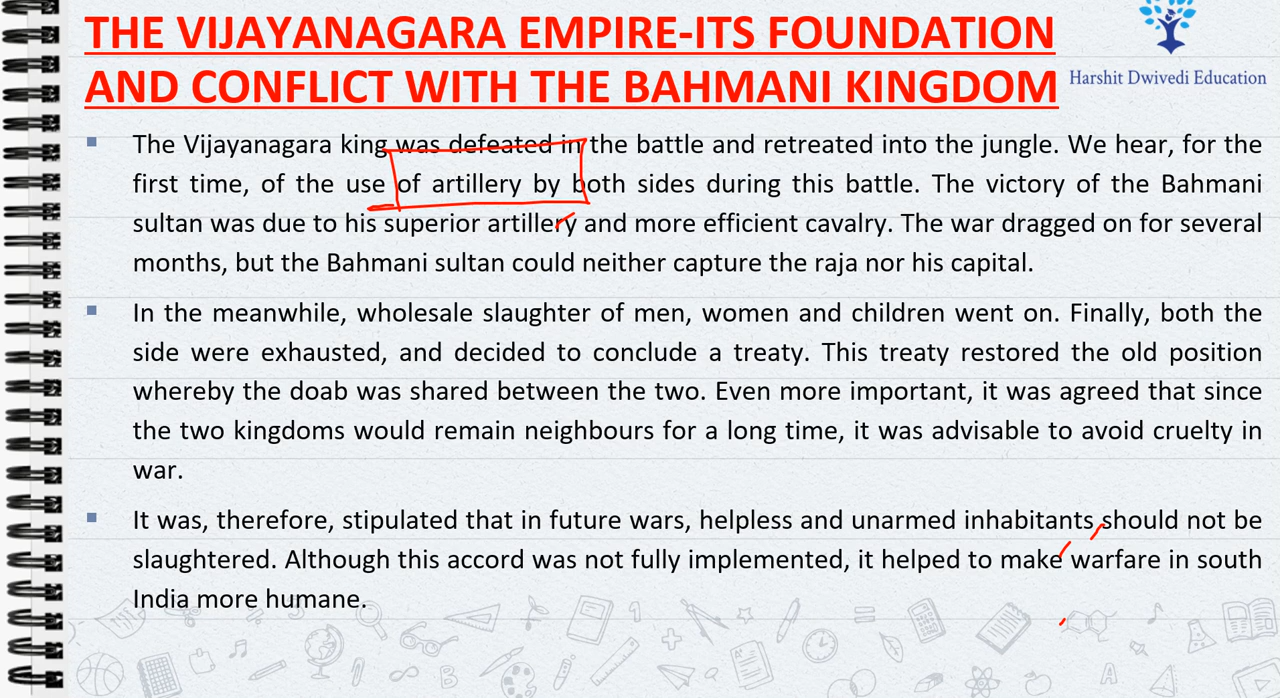 THE VIJAYANAGARA EMPIRE-ITS FOUNDATION
AND CONFLICT WITH THE BAHMANI KINGDOM
Harshit Dwivedi Education
The Vijayanagara king was defeated in the battle and retreated into the jungle. We hear, for the
first time, of the use of artillery by both sides during this battle. The victory of the Bahmani
sultan was due to his superior artillery and more efficient cavalry. The war dragged on for several
months, but the Bahmani sultan could neither capture the raja nor his capital.
In the meanwhile, wholesale slaughter of men, women and children went on. Finally, both the
side were exhausted, and decided to conclude a treaty. This treaty restored the old position
whereby the doab was shared between the two. Even more important, it was agreed that since
the two kingdoms would remain neighbours for a long time, it was advisable to avoid cruelty in
war.
It was, therefore, stipulated that in future wars, helpless and unarmed inhabitants should not be
slaughtered. Although this accord was not fully implemented, it helped to make warfare in south
India more humane.